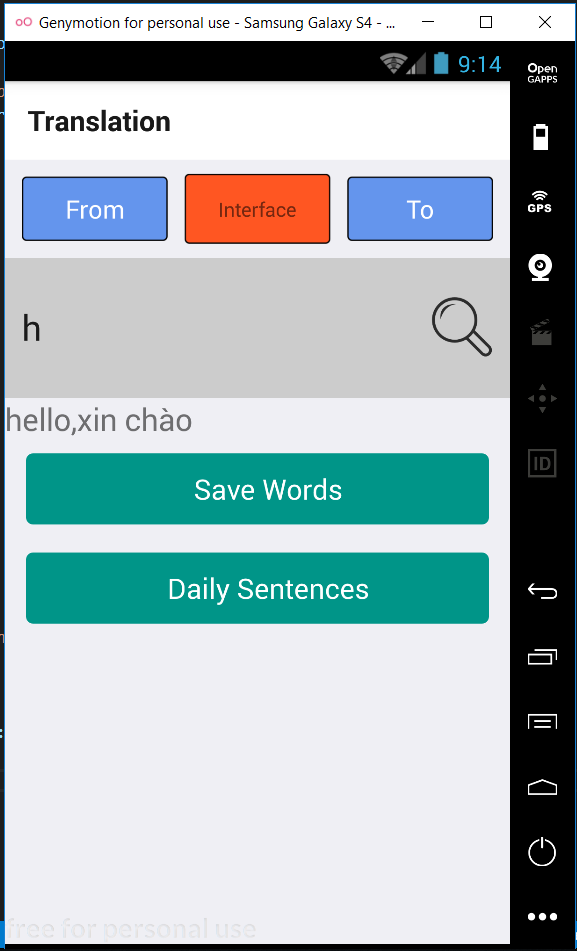 Genymotion for personal use - Samsung Galaxy S4 - ...
9:14
Open
GAPPS
Translation
From Interface To
GPS
h
hello,xin chào
ID
Save Words
Daily Sentences
free for personal use